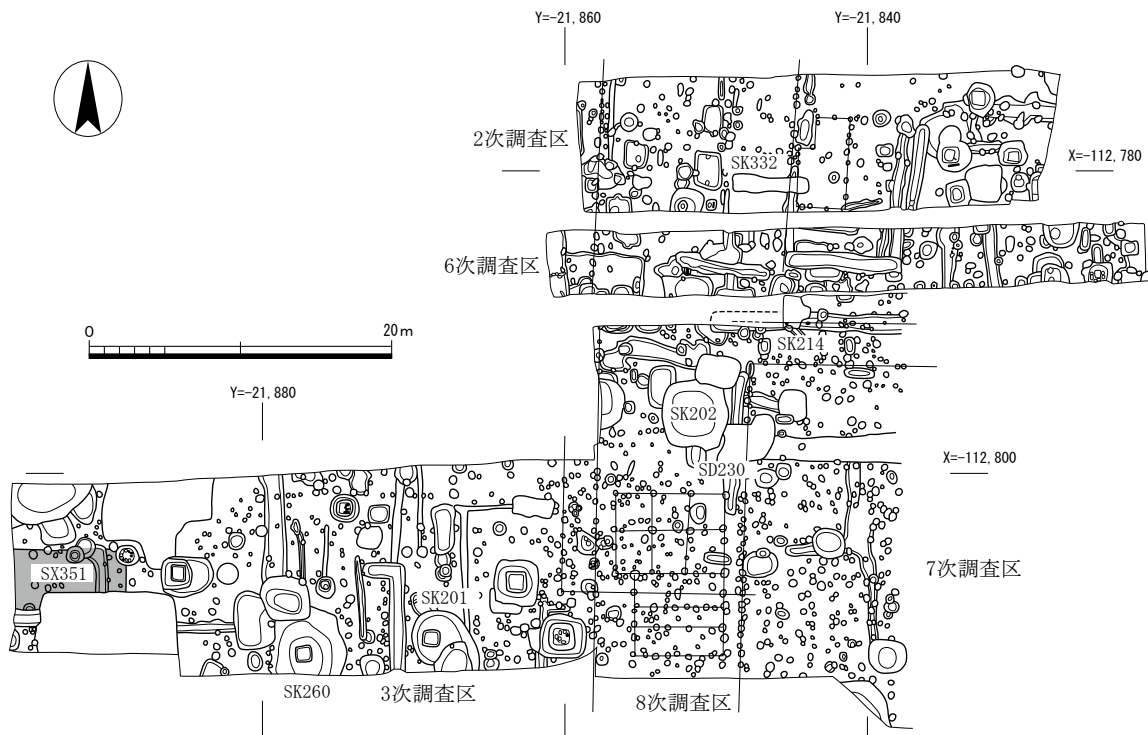 Y=-21,860
Y=-21,840
2次調査区
SK332
X=-112,780
6次調査区
0
20m
SK214
Y=-21,880
SK202
SD230
X=-112,800
SX351
SK201
7次調査区
SK260
3次調査区
8次調査区